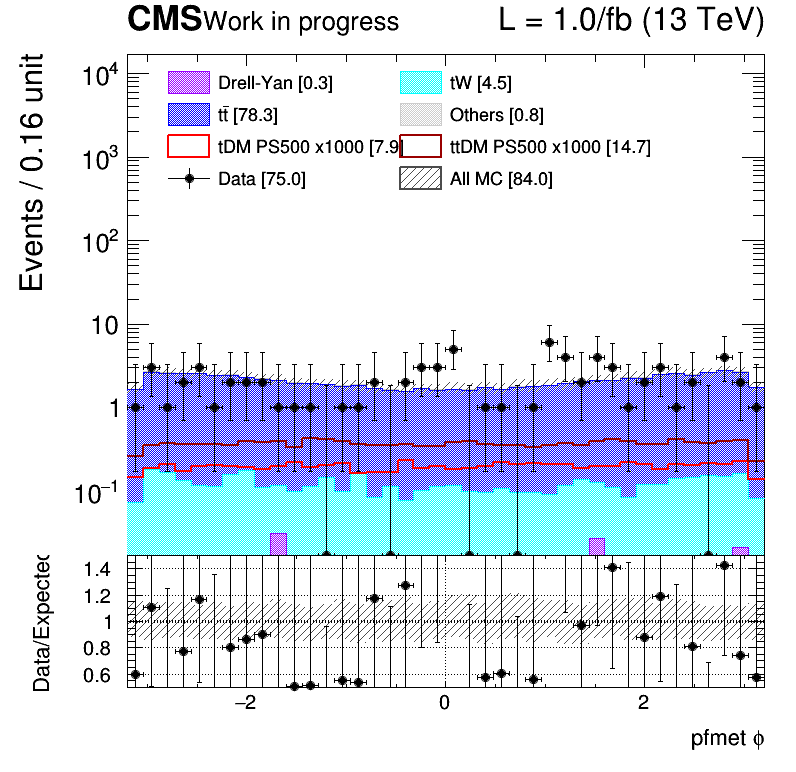 CMS Work in progress L = 1.0/fb (13 TeV)
Events / 0.16 unit
10⁴
10³
10²
10
1
10⁻¹
Drell-Yan [0.3]
tW [4.5]
tt̄ [78.3]
Others [0.8]
tDM PS500 x1000 [7.9
ttDM PS500 x1000 [14.7]
Data [75.0]
All MC [84.0]
Data/Expected
1.4
1.2
1
0.8
0.6
−2 0 2
pfmet ϕ